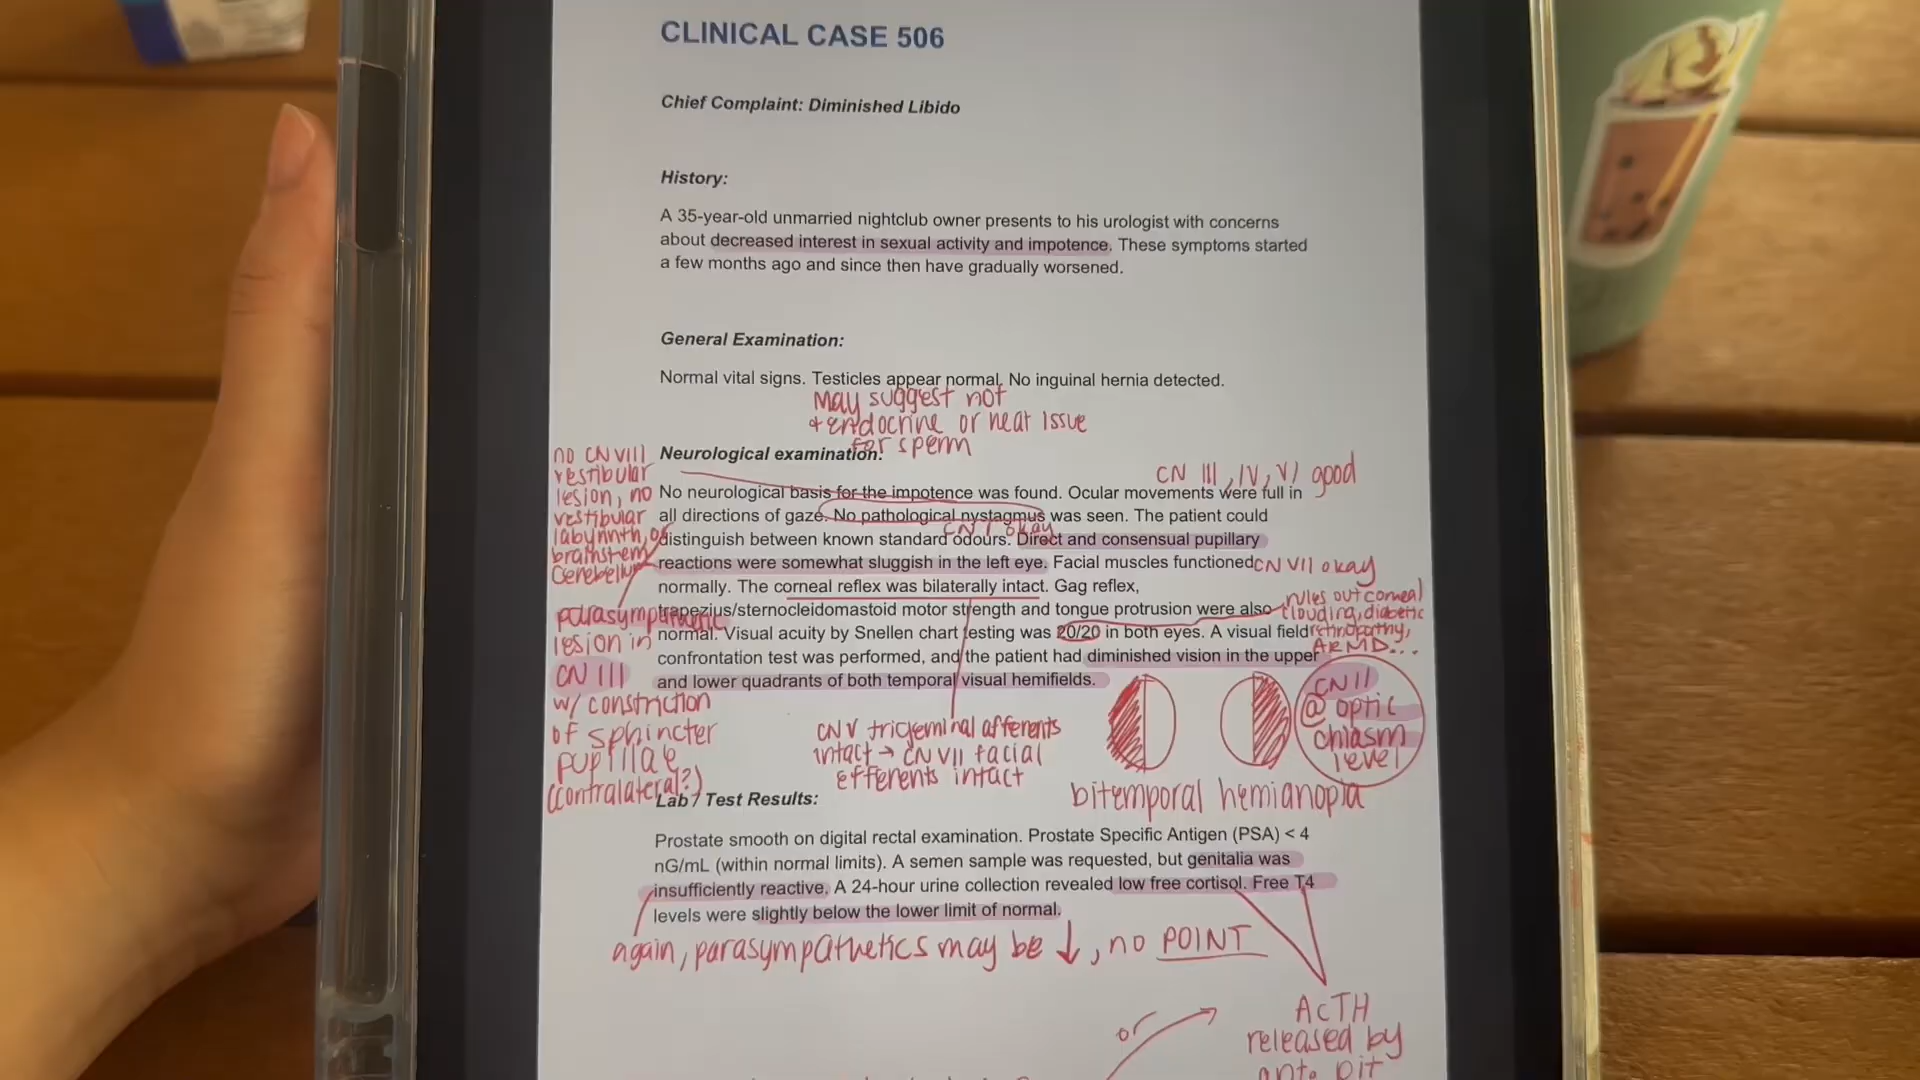 CLINICAL CASE 506
Chief Complaint: Diminished Libido
History:
A 35-year-old unmarried nightclub owner presents to his urologist with concerns
about decreased interest in sexual activity and impotence. These symptoms started
a few months ago and since then have gradually worsened.
General Examination:
Normal vital signs. Testicles appear normal. No inguinal hernia detected.
May suggest not
endocrine or heat issue
for sperm
Neurological examination:
no CN VIII
vestibular
lesion, no
vestibular
labyrinth, or
brainstem
cerebellum
CN III, IV, VI good
No neurological basis for the impotence was found. Ocular movements were full in
all directions of gaze. No pathological nystagmus was seen. The patient could
CN I okay
distinguish between known standard odours. Direct and consensual pupillary
reactions were somewhat sluggish in the left eye. Facial muscles functioned
CN VII okay
normally. The corneal reflex was bilaterally intact. Gag reflex,
trapezius/sternocleidomastoid motor strength and tongue protrusion were also
normal. Visual acuity by Snellen chart testing was 20/20 in both eyes. A visual field
confrontation test was performed, and the patient had diminished vision in the upper
and lower quadrants of both temporal visual hemifields.
rules out corneal
clouding, diabetic
retinopathy,
ARMD...
parasympathetic
lesion in
CN III
w/ constriction
of sphincter
pupillae
(contralateral?)
CN V trigeminal afferents
intact → CN VII facial
efferents intact
CN II
@ optic
chiasm
level
bitemporal hemianopia
Lab / Test Results:
Prostate smooth on digital rectal examination. Prostate Specific Antigen (PSA) < 4
nG/mL (within normal limits). A semen sample was requested, but genitalia was
insufficiently reactive. A 24-hour urine collection revealed low free cortisol. Free T4
levels were slightly below the lower limit of normal.
again, parasympathetics may be ↓, no POINT
or
ACTH
released by
ant. pit